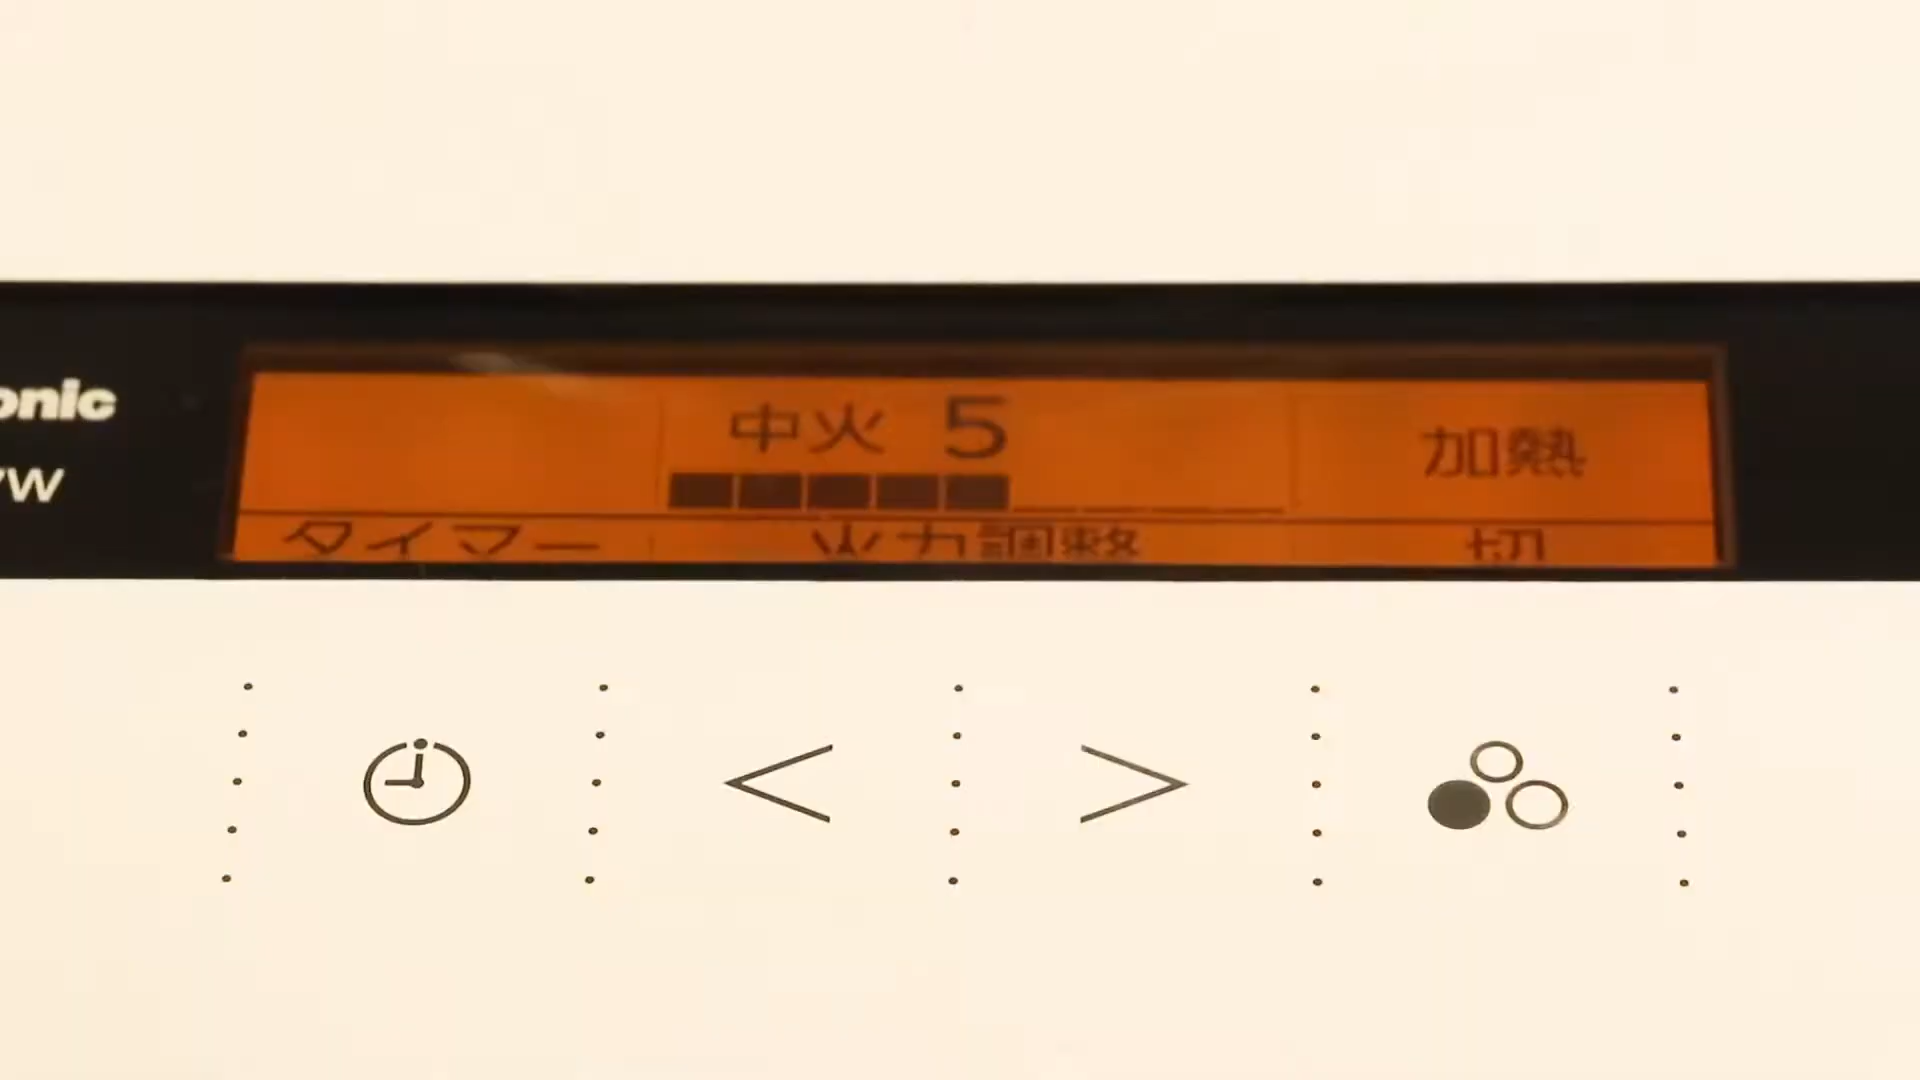 onic
中火 5
加熱
タイマー
火力調整
切